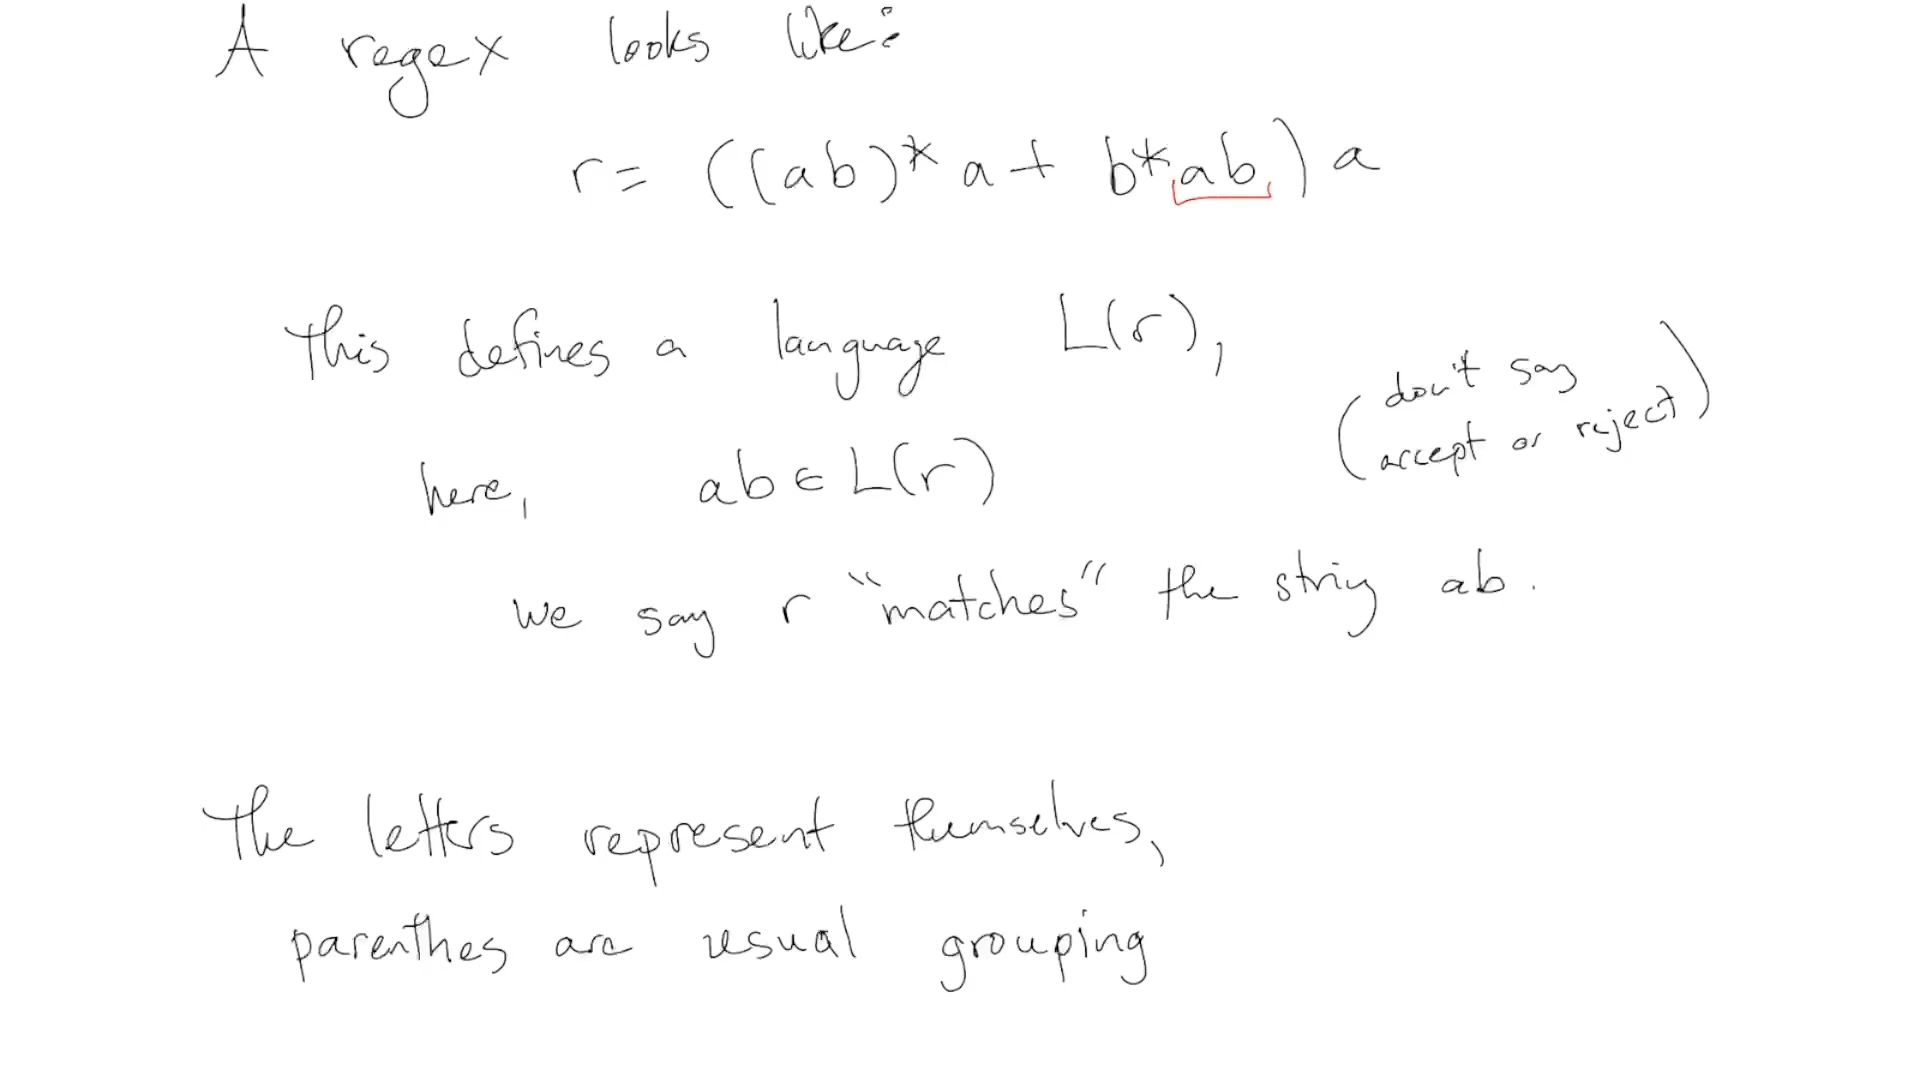 A regex looks like:
r = ((ab)* a + b* ab) a
This defines a language L(r),
(don't say
accept or reject)
here, ab ∈ L(r)
we say r "matches" the string ab.
The letters represent themselves,
parenthes are usual grouping